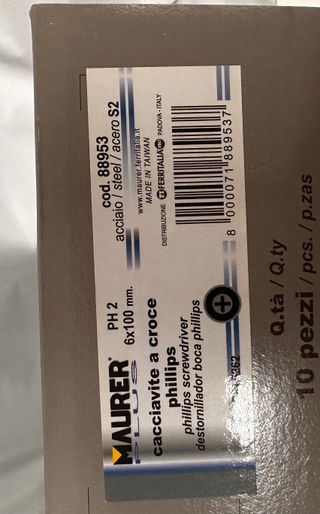 MAURER
PLUS
PH 2
6x100 mm.
cacciavite a croce
phillips
phillips screwdriver
destornillador boca phillips
cod. 88953
acciaio / steel / acero S2
www.maurer.ferritalia.it
MADE IN TAIWAN
DISTRIBUZIONE FERRITALIA PADOVA - ITALY
8 000071 889537
Q.tà / Q.ty
10 pezzi / pcs. / p.zas